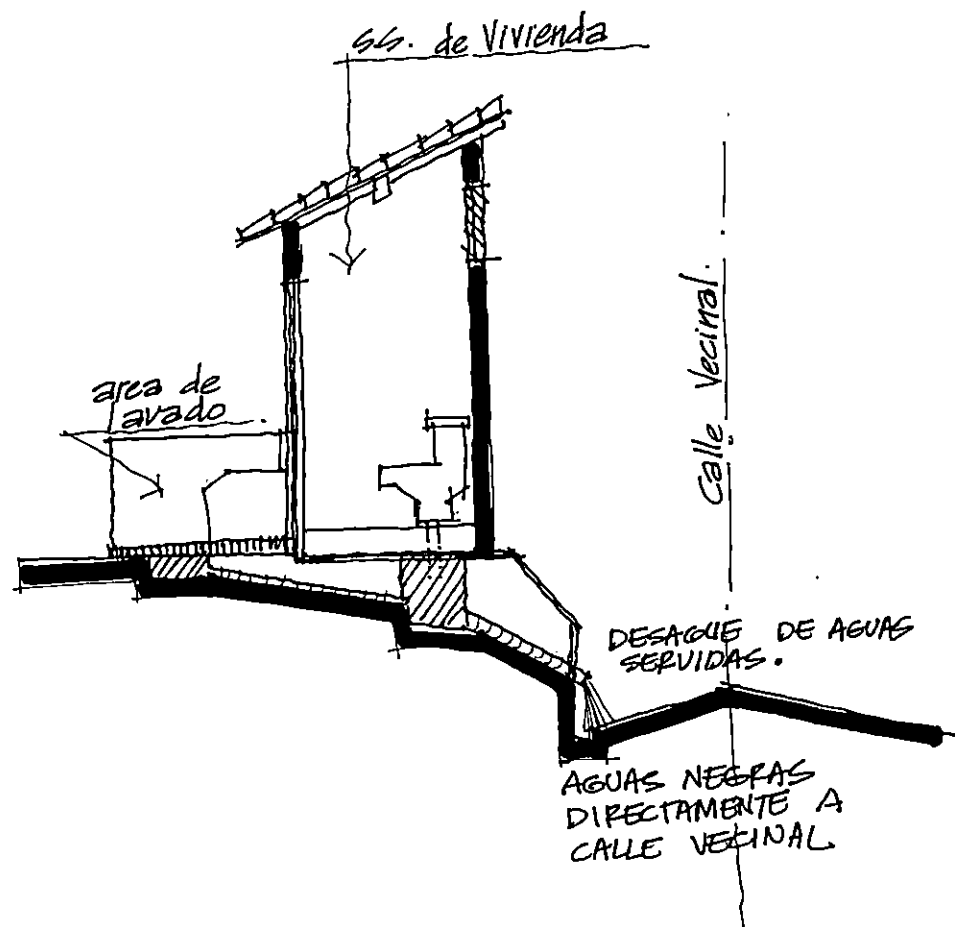 SS. de Vivienda
area de
avado.
Calle Vecinal.
DESAGUE DE AGUAS
SERVIDAS.
AGUAS NEGRAS
DIRECTAMENTE A
CALLE VECINAL